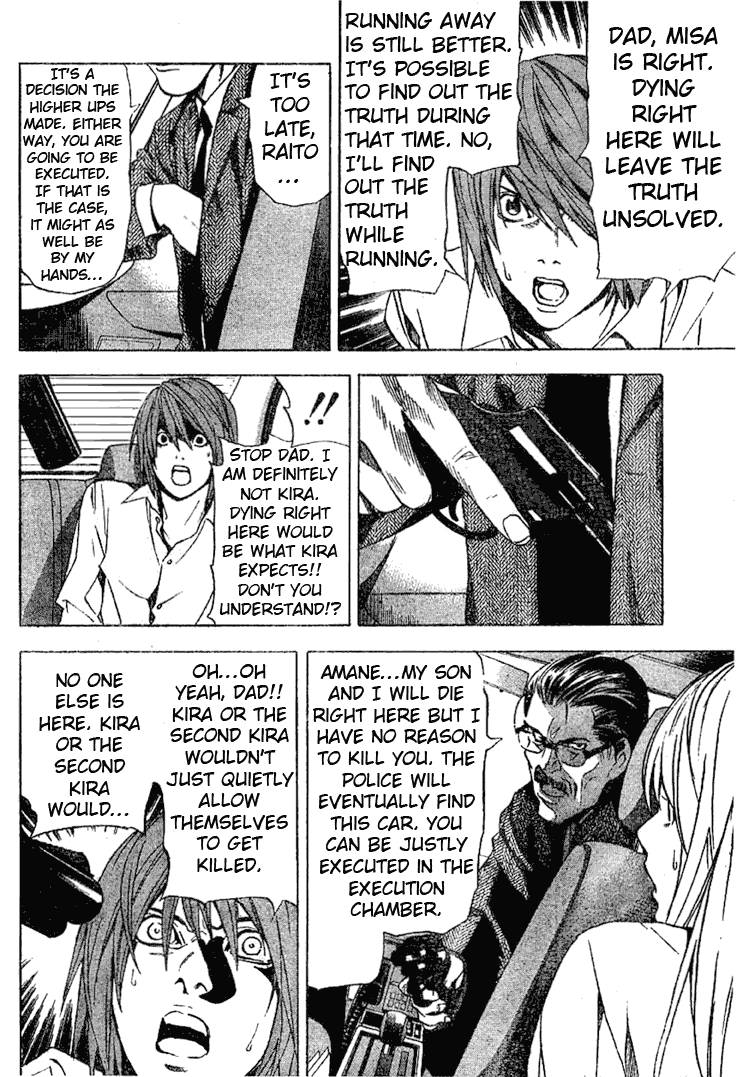 DAD, MISA
IS RIGHT.
DYING
RIGHT
HERE WILL
LEAVE THE
TRUTH
UNSOLVED.
RUNNING AWAY
IS STILL BETTER.
IT'S POSSIBLE
TO FIND OUT THE
TRUTH DURING
THAT TIME. NO,
I'LL FIND
OUT THE
TRUTH
WHILE
RUNNING.
IT'S
TOO
LATE,
RAITO
...
IT'S A
DECISION THE
HIGHER UPS
MADE. EITHER
WAY, YOU ARE
GOING TO BE
EXECUTED.
IF THAT IS
THE CASE,
IT MIGHT AS
WELL BE
BY MY
HANDS...
!!
STOP DAD. I
AM DEFINITELY
NOT KIRA.
DYING RIGHT
HERE WOULD
BE WHAT KIRA
EXPECTS!!
DON'T YOU
UNDERSTAND!?
AMANE...MY SON
AND I WILL DIE
RIGHT HERE BUT I
HAVE NO REASON
TO KILL YOU. THE
POLICE WILL
EVENTUALLY FIND
THIS CAR. YOU
CAN BE JUSTLY
EXECUTED IN THE
EXECUTION
CHAMBER.
OH...OH
YEAH, DAD!!
KIRA OR THE
SECOND KIRA
WOULDN'T
JUST QUIETLY
ALLOW
THEMSELVES
TO GET
KILLED.
NO ONE
ELSE IS
HERE. KIRA
OR THE
SECOND
KIRA
WOULD...